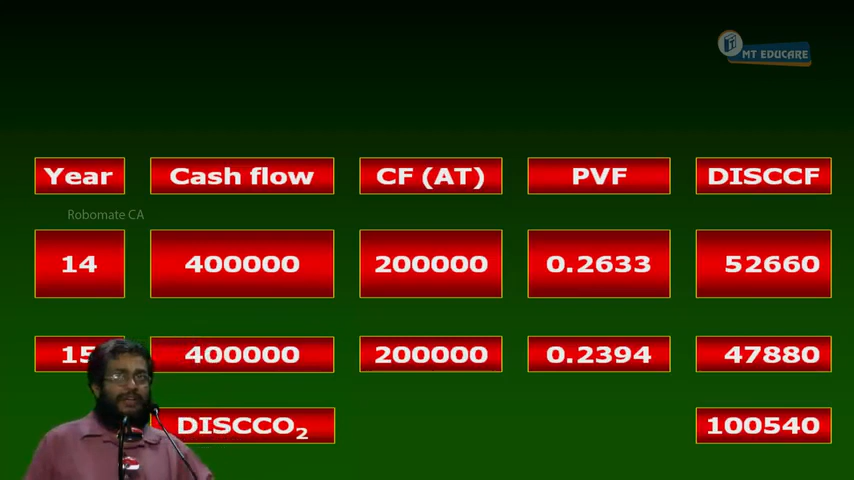 MT EDUCARE
Year Cash flow CF (AT) PVF DISCCF
Robomate CA
14 400000 200000 0.2633 52660
15 400000 200000 0.2394 47880
DISCCO₂ 100540